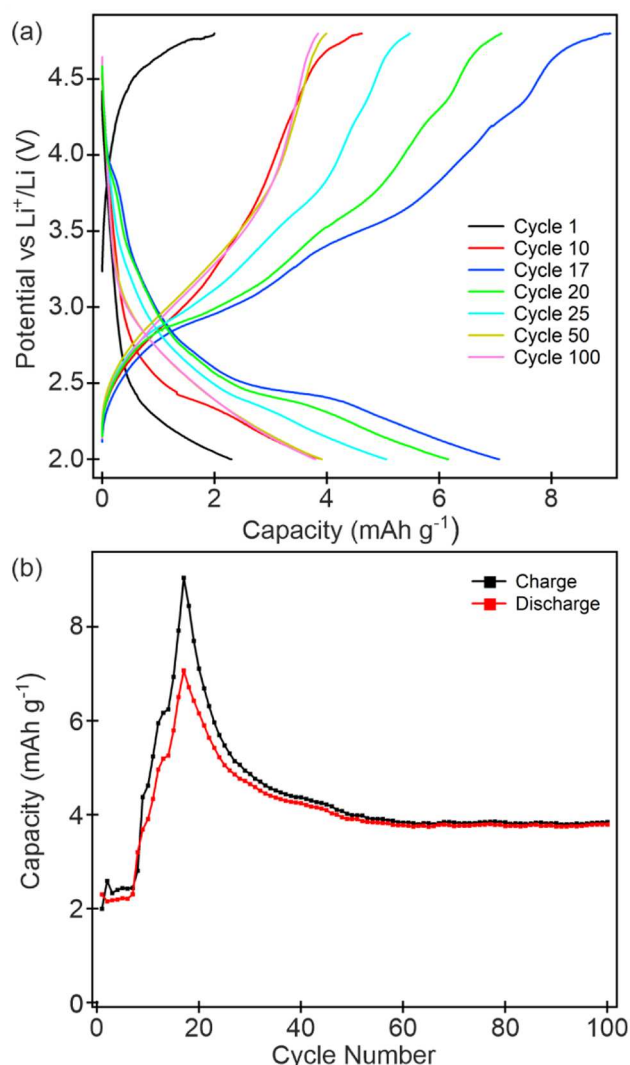 (a)
Potential vs Li⁺/Li (V)
4.5
4.0
3.5
3.0
2.5
2.0
Cycle 1
Cycle 10
Cycle 17
Cycle 20
Cycle 25
Cycle 50
Cycle 100
0 2 4 6 8
Capacity (mAh g⁻¹)
(b)
Capacity (mAh g⁻¹)
8
6
4
2
0
Charge
Discharge
0 20 40 60 80 100
Cycle Number